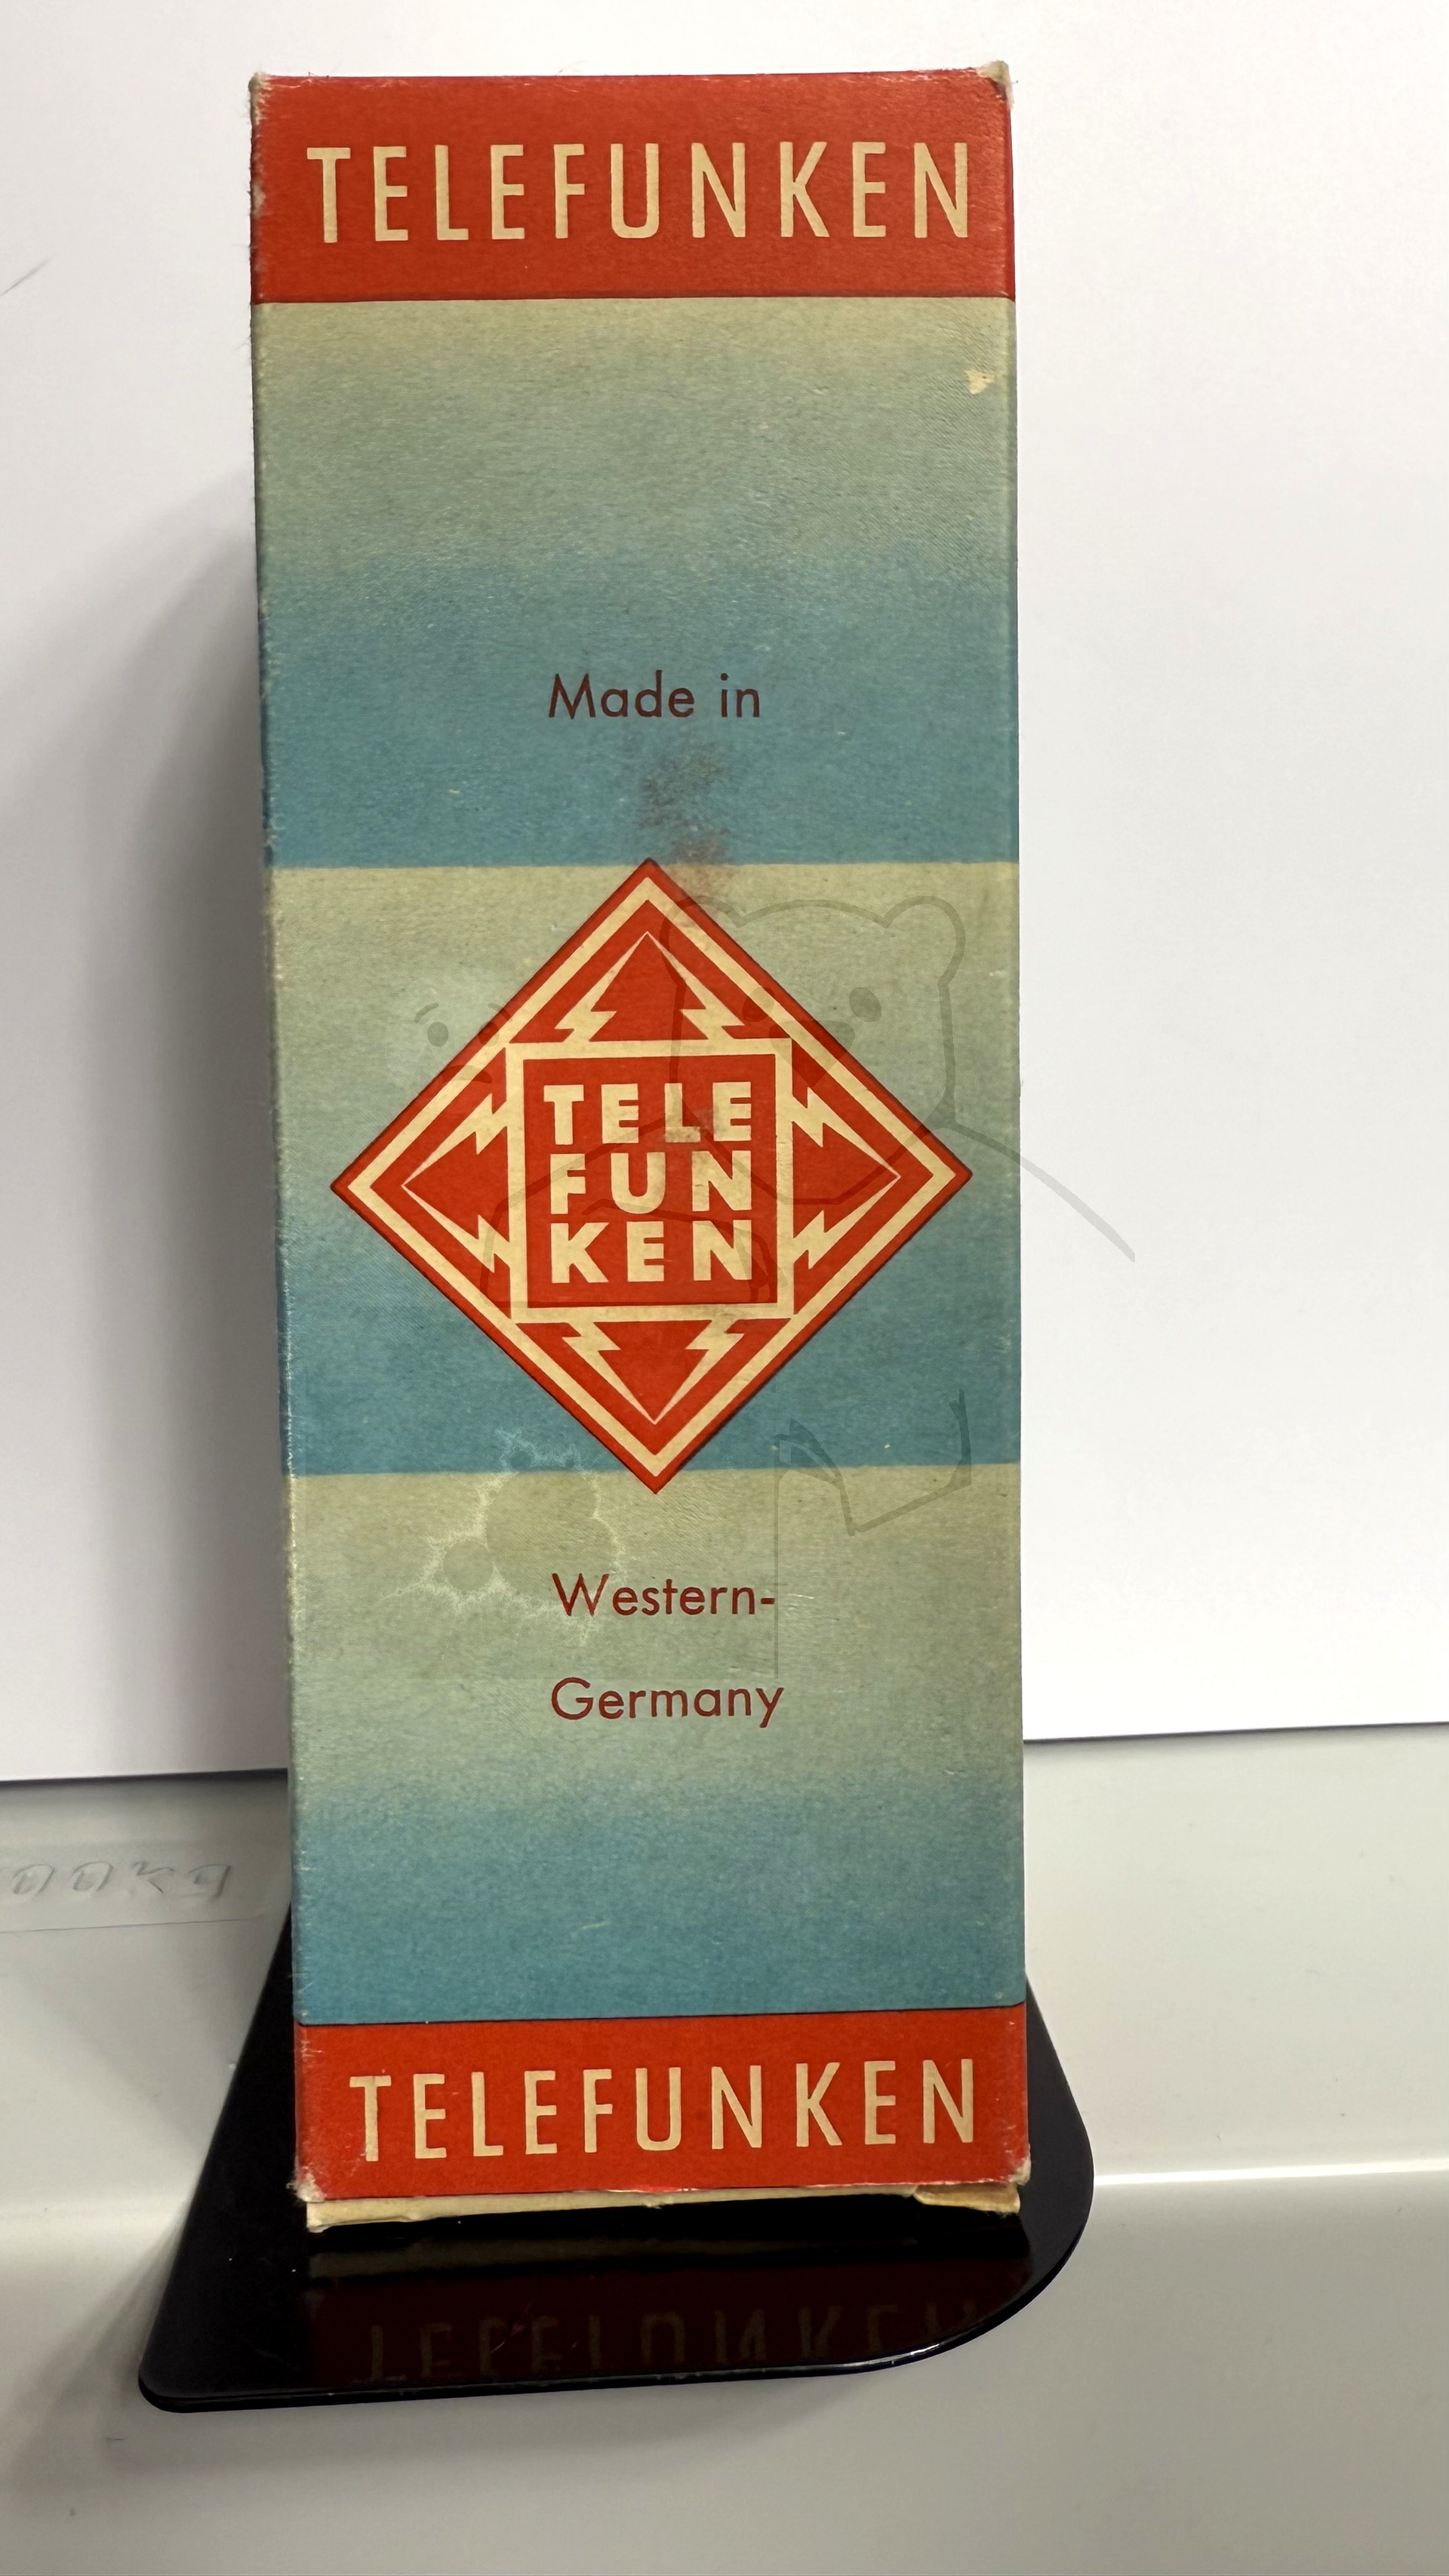 TELEFUNKEN
Made in
TELE
FUN
KEN
Western-
Germany
TELEFUNKEN